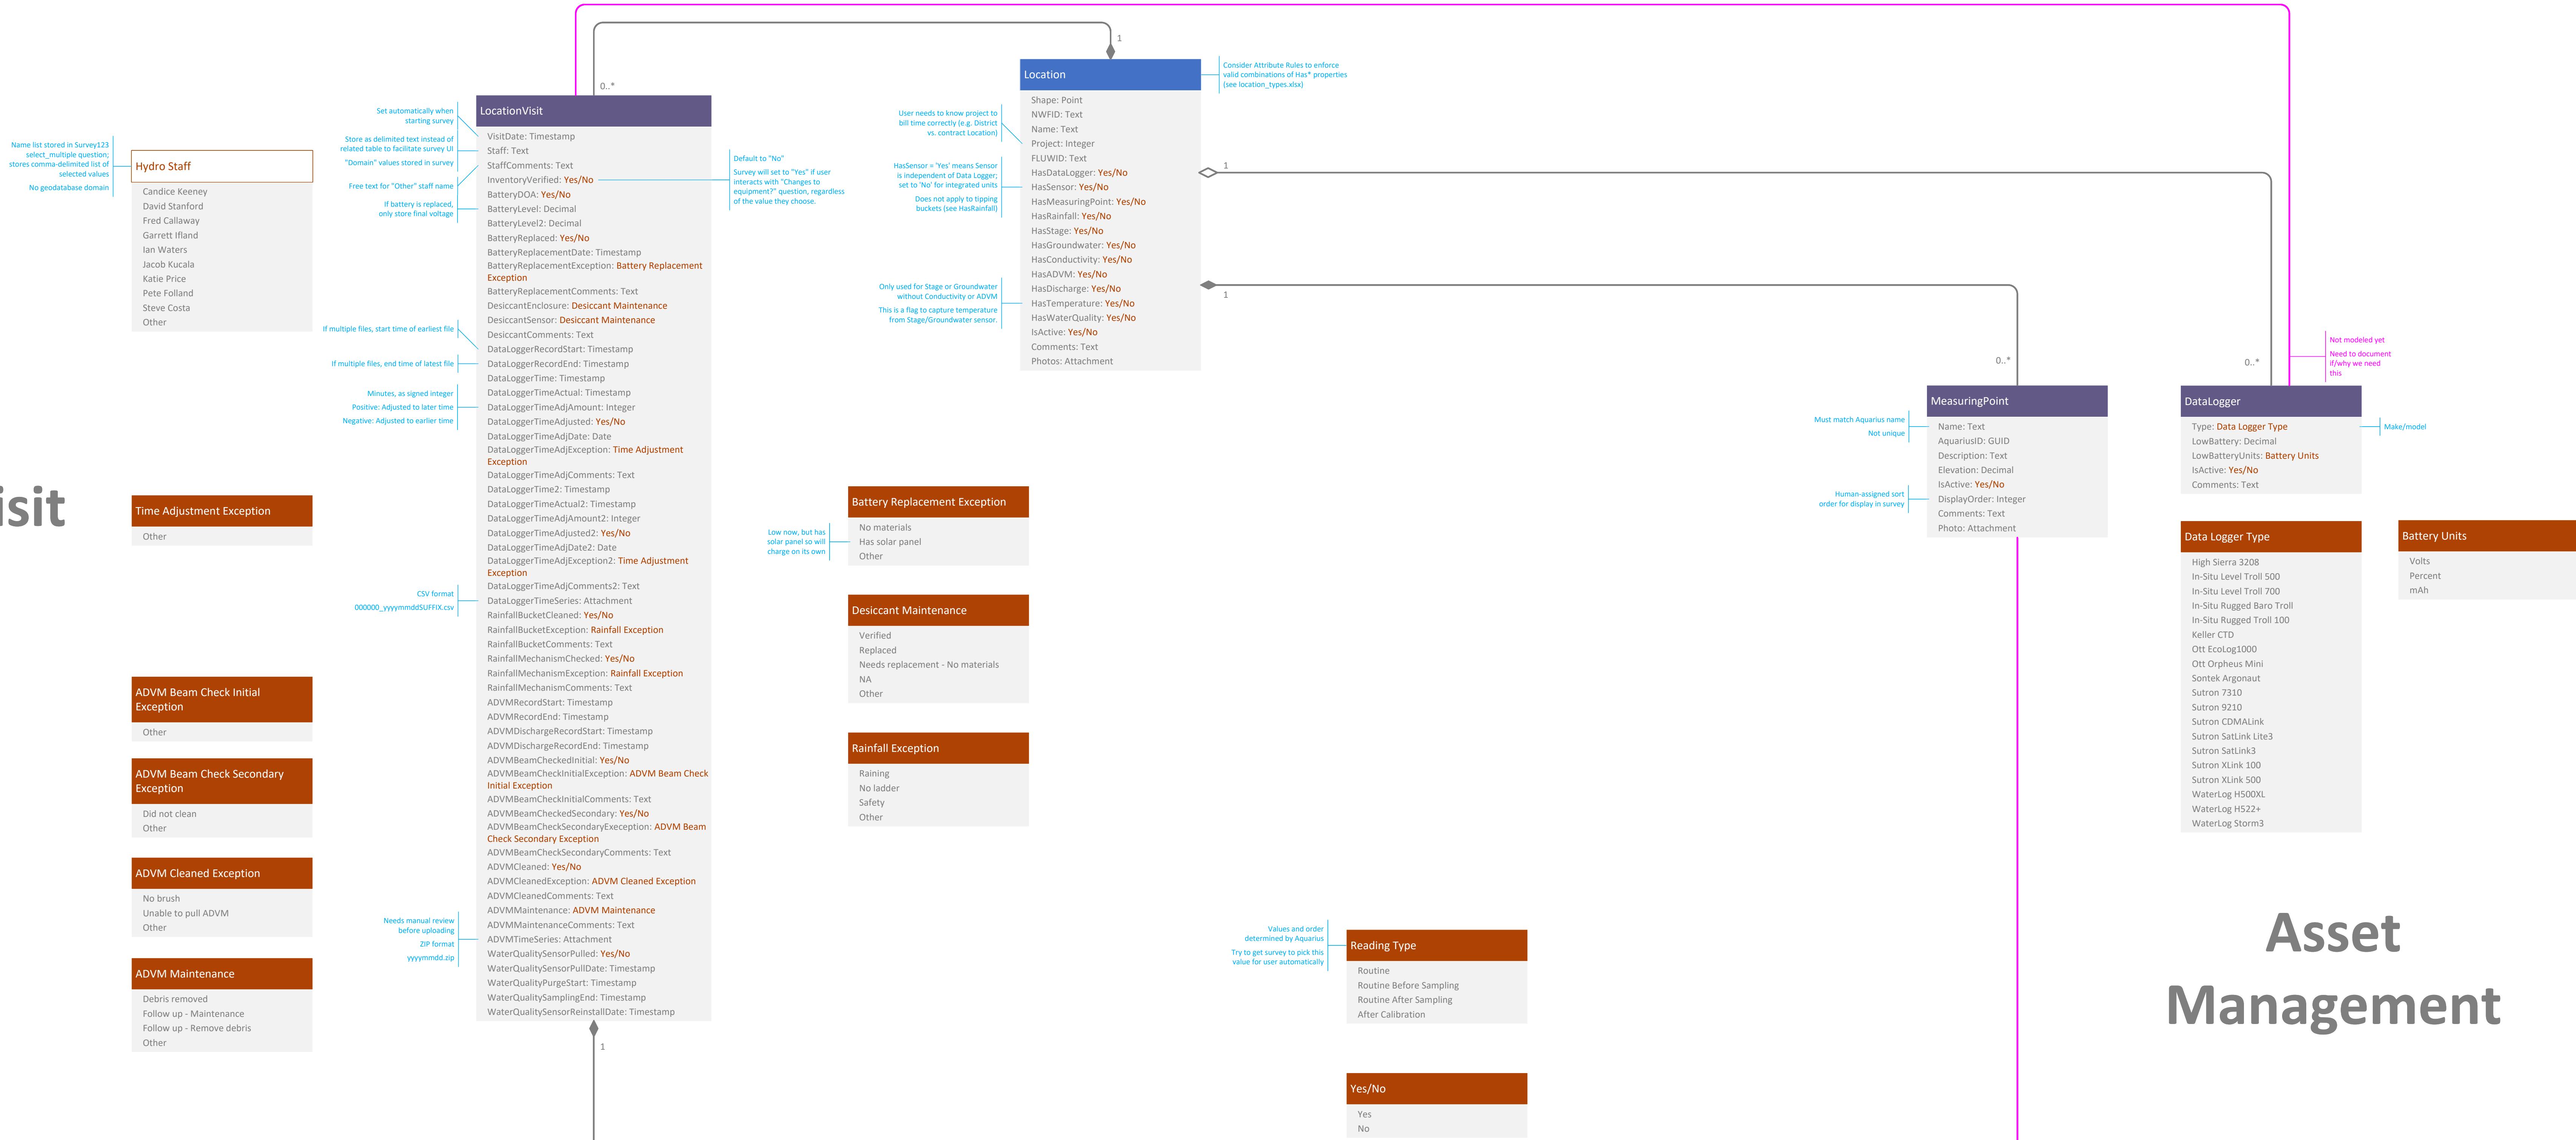 1
0..*
Location
Shape: Point
NWFID: Text
Name: Text
Project: Integer
FLUWID: Text
HasDataLogger: Yes/No
HasSensor: Yes/No
HasMeasuringPoint: Yes/No
HasRainfall: Yes/No
HasStage: Yes/No
HasGroundwater: Yes/No
HasConductivity: Yes/No
HasADVM: Yes/No
HasDischarge: Yes/No
HasTemperature: Yes/No
HasWaterQuality: Yes/No
IsActive: Yes/No
Comments: Text
Photos: Attachment
Consider Attribute Rules to enforce
valid combinations of Has* properties
(see location_types.xlsx)
User needs to know project to
bill time correctly (e.g. District
vs. contract Location)
HasSensor = 'Yes' means Sensor
is independent of Data Logger;
set to 'No' for integrated units
Does not apply to tipping
buckets (see HasRainfall)
Only used for Stage or Groundwater
without Conductivity or ADVM
This is a flag to capture temperature
from Stage/Groundwater sensor.
1
1
Name list stored in Survey123
select_multiple question;
stores comma-delimited list of
selected values
No geodatabase domain
Hydro Staff
Candice Keeney
David Stanford
Fred Callaway
Garrett Ifland
Ian Waters
Jacob Kucala
Katie Price
Pete Folland
Steve Costa
Other
Set automatically when
starting survey
Store as delimited text instead of
related table to facilitate survey UI
"Domain" values stored in survey
Free text for "Other" staff name
If battery is replaced,
only store final voltage
If multiple files, start time of earliest file
If multiple files, end time of latest file
Minutes, as signed integer
Positive: Adjusted to later time
Negative: Adjusted to earlier time
CSV format
000000_yyyymmddSUFFIX.csv
Needs manual review
before uploading
ZIP format
yyyymmdd.zip
LocationVisit
VisitDate: Timestamp
Staff: Text
StaffComments: Text
InventoryVerified: Yes/No
BatteryDOA: Yes/No
BatteryLevel: Decimal
BatteryLevel2: Decimal
BatteryReplaced: Yes/No
BatteryReplacementDate: Timestamp
BatteryReplacementException: Battery Replacement
Exception
BatteryReplacementComments: Text
DesiccantEnclosure: Desiccant Maintenance
DesiccantSensor: Desiccant Maintenance
DesiccantComments: Text
DataLoggerRecordStart: Timestamp
DataLoggerRecordEnd: Timestamp
DataLoggerTime: Timestamp
DataLoggerTimeActual: Timestamp
DataLoggerTimeAdjAmount: Integer
DataLoggerTimeAdjusted: Yes/No
DataLoggerTimeAdjDate: Date
DataLoggerTimeAdjException: Time Adjustment
Exception
DataLoggerTimeAdjComments: Text
DataLoggerTime2: Timestamp
DataLoggerTimeActual2: Timestamp
DataLoggerTimeAdjAmount2: Integer
DataLoggerTimeAdjusted2: Yes/No
DataLoggerTimeAdjDate2: Date
DataLoggerTimeAdjException2: Time Adjustment
Exception
DataLoggerTimeAdjComments2: Text
DataLoggerTimeSeries: Attachment
RainfallBucketCleaned: Yes/No
RainfallBucketException: Rainfall Exception
RainfallBucketComments: Text
RainfallMechanismChecked: Yes/No
RainfallMechanismException: Rainfall Exception
RainfallMechanismComments: Text
ADVMRecordStart: Timestamp
ADVMRecordEnd: Timestamp
ADVMDischargeRecordStart: Timestamp
ADVMDischargeRecordEnd: Timestamp
ADVMBeamCheckedInitial: Yes/No
ADVMBeamCheckInitialException: ADVM Beam Check
Initial Exception
ADVMBeamCheckInitialComments: Text
ADVMBeamCheckedSecondary: Yes/No
ADVMBeamCheckSecondaryExeception: ADVM Beam
Check Secondary Exception
ADVMBeamCheckSecondaryComments: Text
ADVMCleaned: Yes/No
ADVMCleanedException: ADVM Cleaned Exception
ADVMCleanedComments: Text
ADVMMaintenance: ADVM Maintenance
ADVMMaintenanceComments: Text
ADVMTimeSeries: Attachment
WaterQualitySensorPulled: Yes/No
WaterQualitySensorPullDate: Timestamp
WaterQualityPurgeStart: Timestamp
WaterQualitySamplingEnd: Timestamp
WaterQualitySensorReinstallDate: Timestamp
1
Default to "No"
Survey will set to "Yes" if user
interacts with "Changes to
equipment?" question, regardless
of the value they choose.
isit
Time Adjustment Exception
Other
ADVM Beam Check Initial
Exception
Other
ADVM Beam Check Secondary
Exception
Did not clean
Other
ADVM Cleaned Exception
No brush
Unable to pull ADVM
Other
ADVM Maintenance
Debris removed
Follow up - Maintenance
Follow up - Remove debris
Other
Low now, but has
solar panel so will
charge on its own
Battery Replacement Exception
No materials
Has solar panel
Other
Desiccant Maintenance
Verified
Replaced
Needs replacement - No materials
NA
Other
Rainfall Exception
Raining
No ladder
Safety
Other
Values and order
determined by Aquarius
Try to get survey to pick this
value for user automatically
Reading Type
Routine
Routine Before Sampling
Routine After Sampling
After Calibration
Yes/No
Yes
No
0..*
Must match Aquarius name
Not unique
Human-assigned sort
order for display in survey
MeasuringPoint
Name: Text
AquariusID: GUID
Description: Text
Elevation: Decimal
IsActive: Yes/No
DisplayOrder: Integer
Comments: Text
Photo: Attachment
0..*
Not modeled yet
Need to document
if/why we need
this
DataLogger
Type: Data Logger Type
LowBattery: Decimal
LowBatteryUnits: Battery Units
IsActive: Yes/No
Comments: Text
Make/model
Data Logger Type
High Sierra 3208
In-Situ Level Troll 500
In-Situ Level Troll 700
In-Situ Rugged Baro Troll
In-Situ Rugged Troll 100
Keller CTD
Ott EcoLog1000
Ott Orpheus Mini
Sontek Argonaut
Sutron 7310
Sutron 9210
Sutron CDMALink
Sutron SatLink Lite3
Sutron SatLink3
Sutron XLink 100
Sutron XLink 500
WaterLog H500XL
WaterLog H522+
WaterLog Storm3
Battery Units
Volts
Percent
mAh
Asset
Management